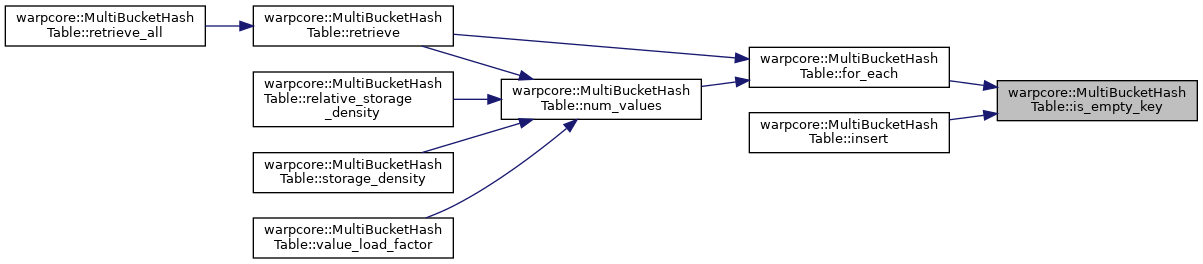 warpcore::MultiBucketHash
Table::retrieve_all
warpcore::MultiBucketHash
Table::retrieve
warpcore::MultiBucketHash
Table::relative_storage
_density
warpcore::MultiBucketHash
Table::storage_density
warpcore::MultiBucketHash
Table::value_load_factor
warpcore::MultiBucketHash
Table::num_values
warpcore::MultiBucketHash
Table::for_each
warpcore::MultiBucketHash
Table::insert
warpcore::MultiBucketHash
Table::is_empty_key